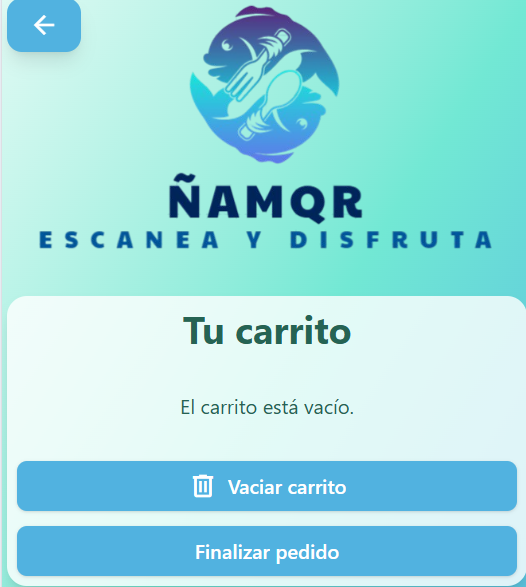 ÑAMQR
ESCANEA Y DISFRUTA
Tu carrito
El carrito está vacío.
Vaciar carrito
Finalizar pedido